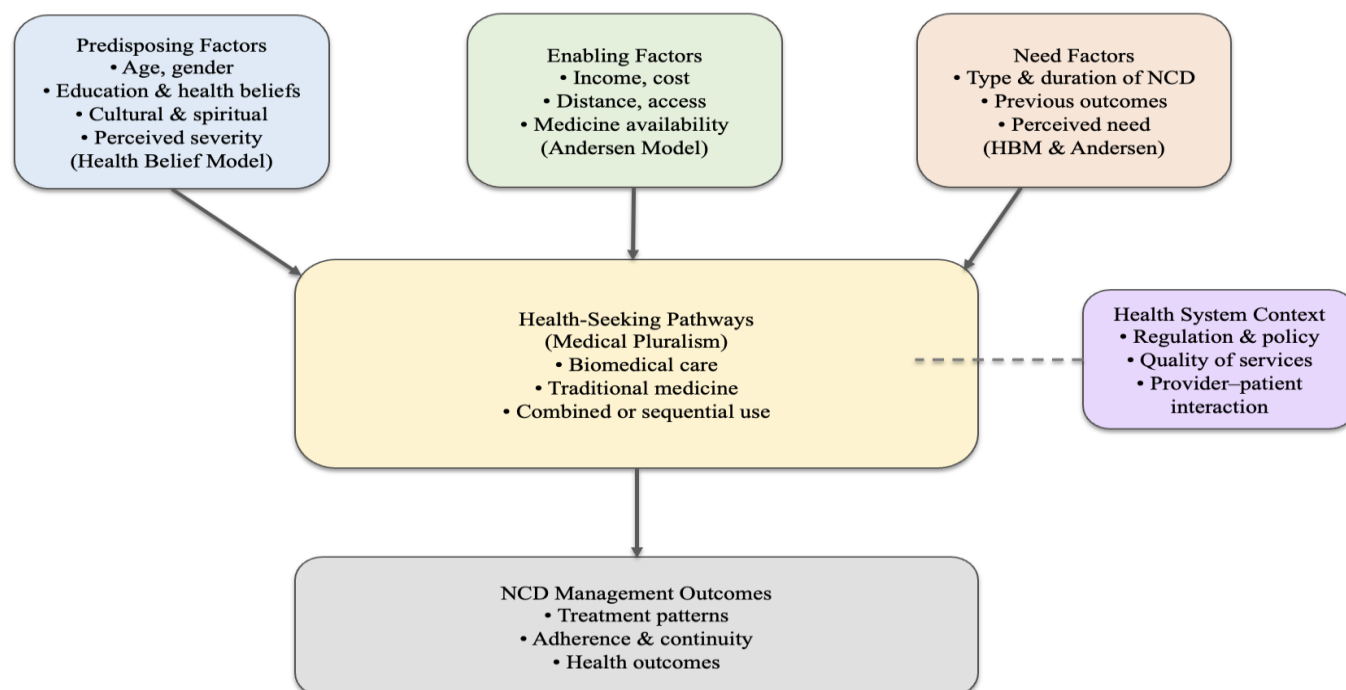 Predisposing Factors
• Age, gender
• Education & health beliefs
• Cultural & spiritual
• Perceived severity
(Health Belief Model)
Enabling Factors
• Income, cost
• Distance, access
• Medicine availability
(Andersen Model)
Need Factors
• Type & duration of NCD
• Previous outcomes
• Perceived need
(HBM & Andersen)
Health-Seeking Pathways
(Medical Pluralism)
• Biomedical care
• Traditional medicine
• Combined or sequential use
Health System Context
• Regulation & policy
• Quality of services
• Provider–patient
interaction
NCD Management Outcomes
• Treatment patterns
• Adherence & continuity
• Health outcomes